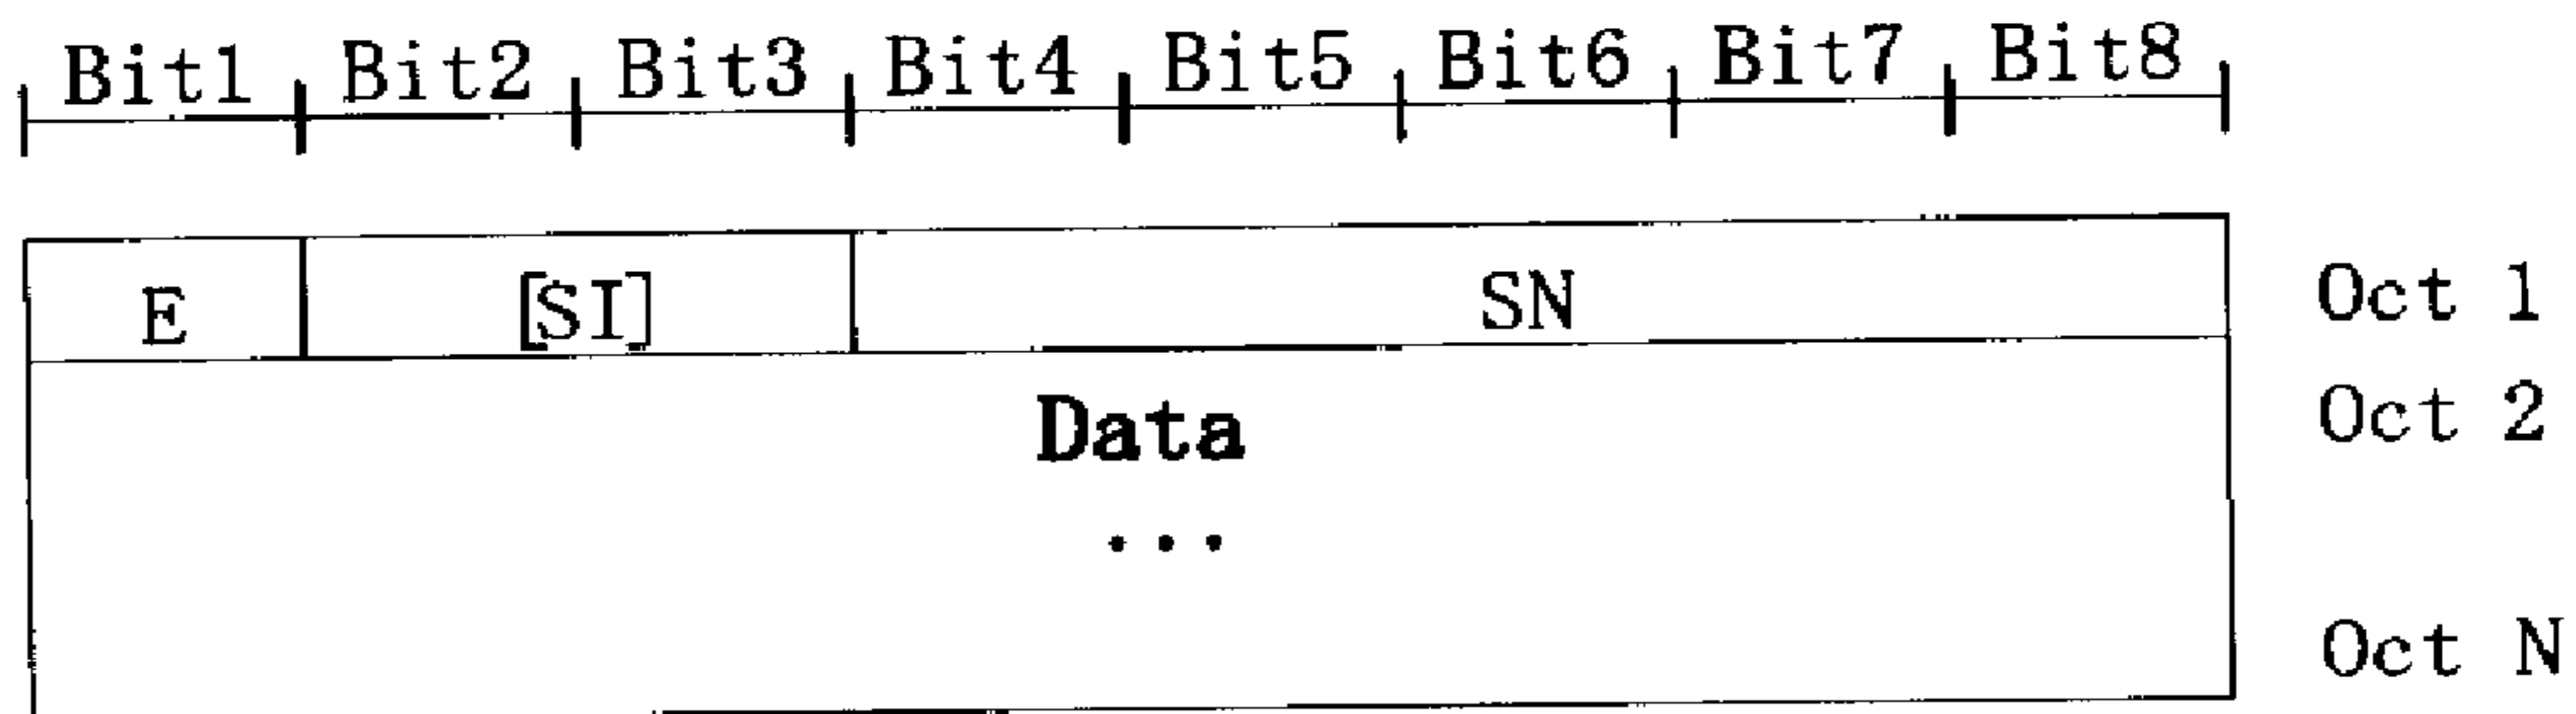 Bit1 Bit2 Bit3 Bit4 Bit5 Bit6 Bit7 Bit8
E [SI] SN Oct 1
Data Oct 2
...
Oct N